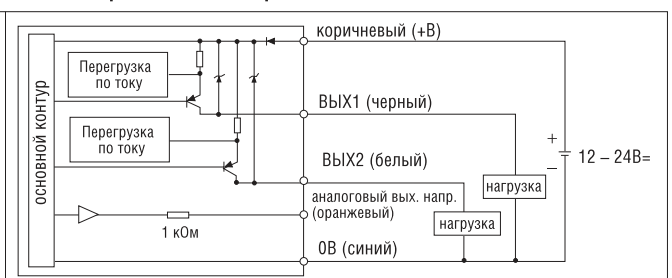 коричневый (+В)
Перегрузка
по току
ВЫХ1 (черный)
Перегрузка
по току
ВЫХ2 (белый)
+
12 – 24В=
–
основной контур
аналоговый вых. напр.
(оранжевый)
нагрузка
нагрузка
1 кОм
0В (синий)